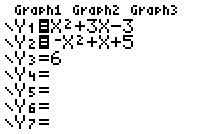 Graph1 Graph2 Graph3
\Y₁=X²+3X-3
\Y₂=-X²+X+5
\Y₃=6
\Y₄=
\Y₅=
\Y₆=
\Y₇=